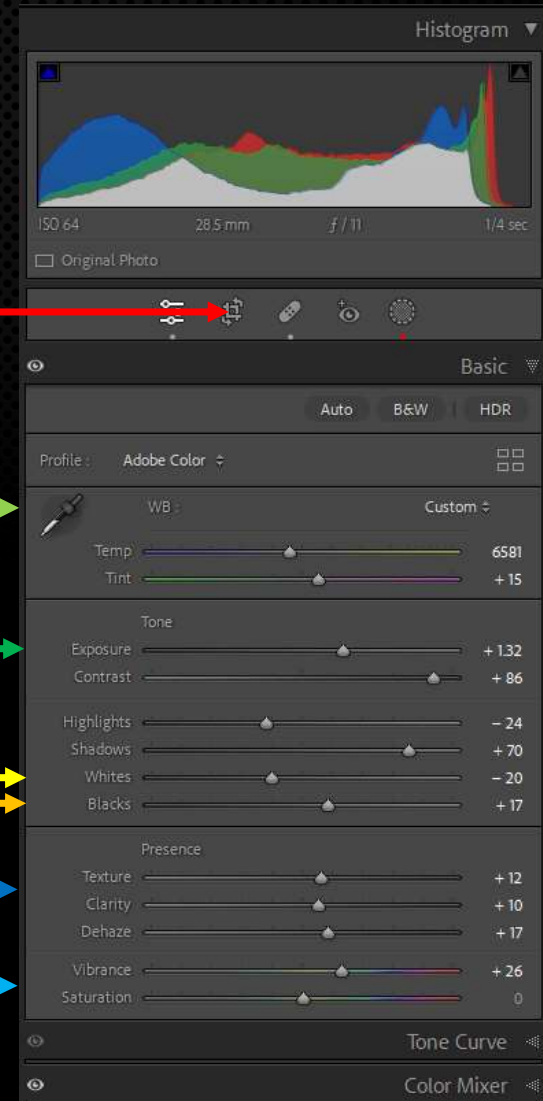 Histogram
ISO 64 28.5 mm ƒ / 11 1/4 sec
Original Photo
Basic
Auto B&W HDR
Profile : Adobe Color
WB : Custom
Temp 6581
Tint + 15
Tone
Exposure + 1.32
Contrast + 86
Highlights − 24
Shadows + 70
Whites − 20
Blacks + 17
Presence
Texture + 12
Clarity + 10
Dehaze + 17
Vibrance + 26
Saturation 0
Tone Curve
Color Mixer